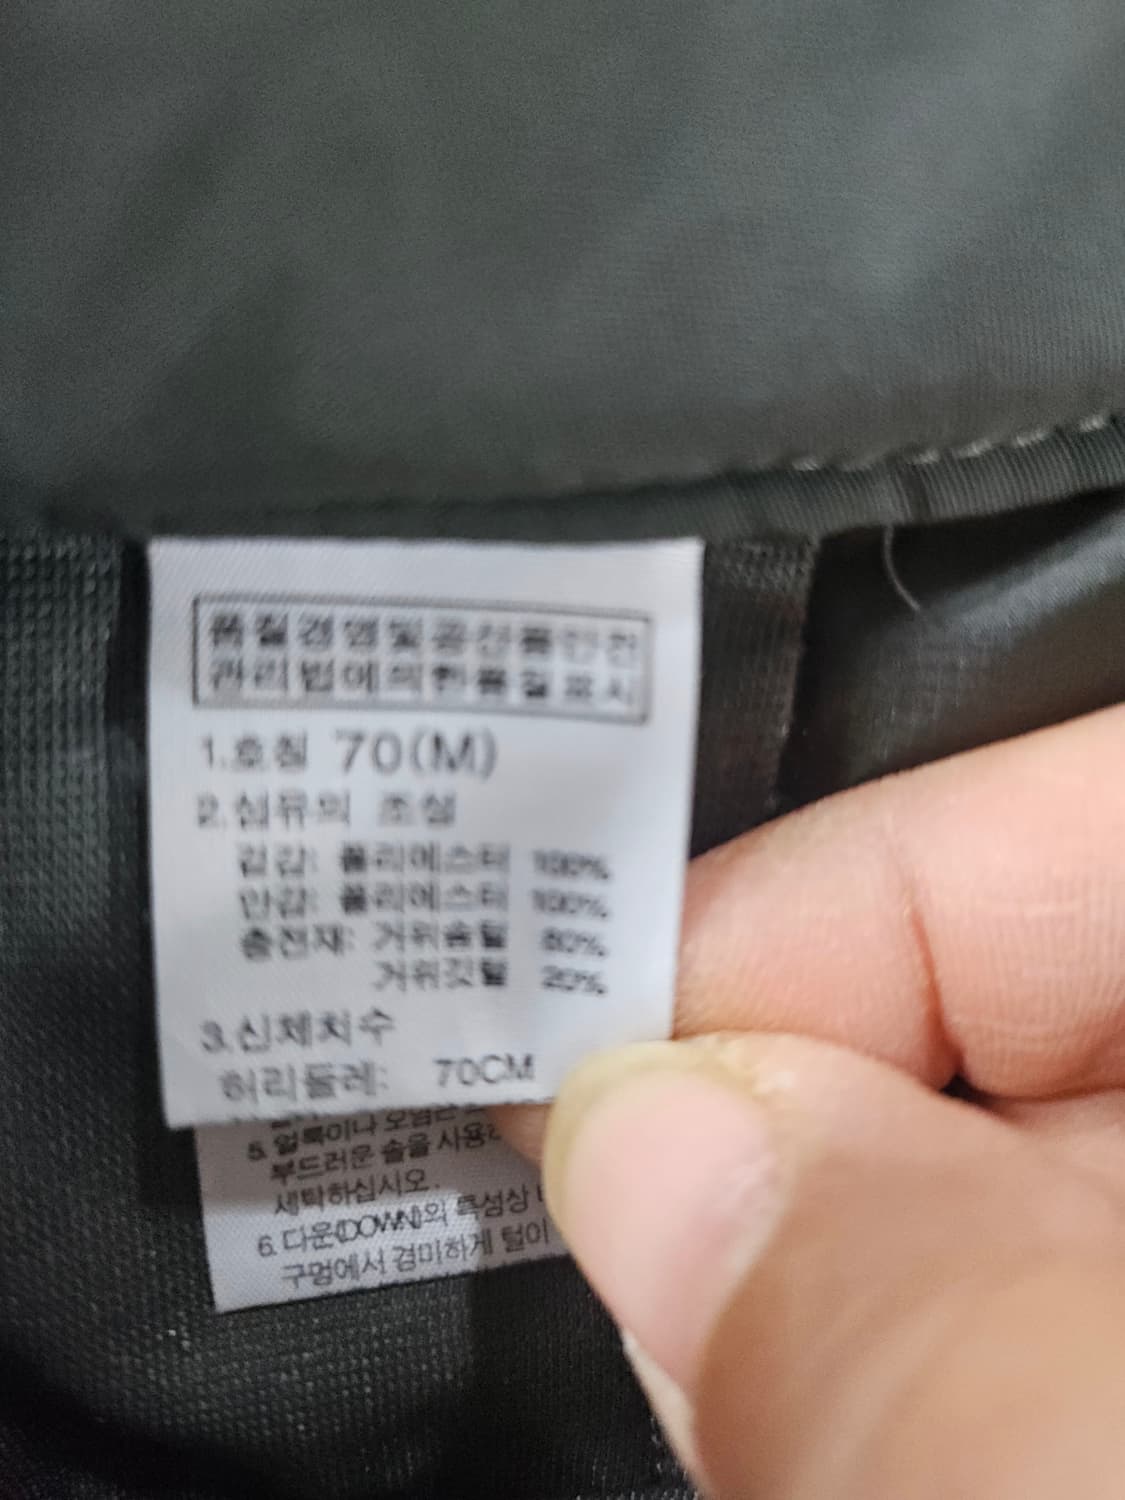 품질경영및공산품안전
관리법에의한품질표시
1.호칭 70(M)
2.섬유의 조성
겉감: 폴리에스터 100%
안감: 폴리에스터 100%
충전재: 거위솜털 80%
거위깃털 20%
3.신체치수
허리둘레: 70CM
5. 얼룩이나 오염
부드러운 솔을 사용
세탁하십시오.
6. 다운(DOWN)의 특성상
구멍에서 경미하게 털이